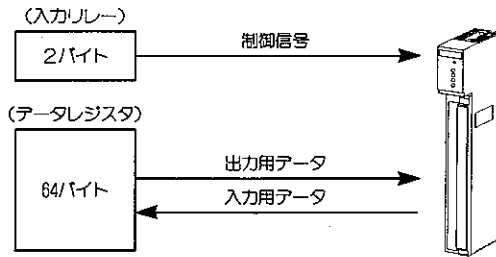 (入力リレー)
2バイト
制御信号
(データレジスタ)
64バイト
出力用データ
入力用データ